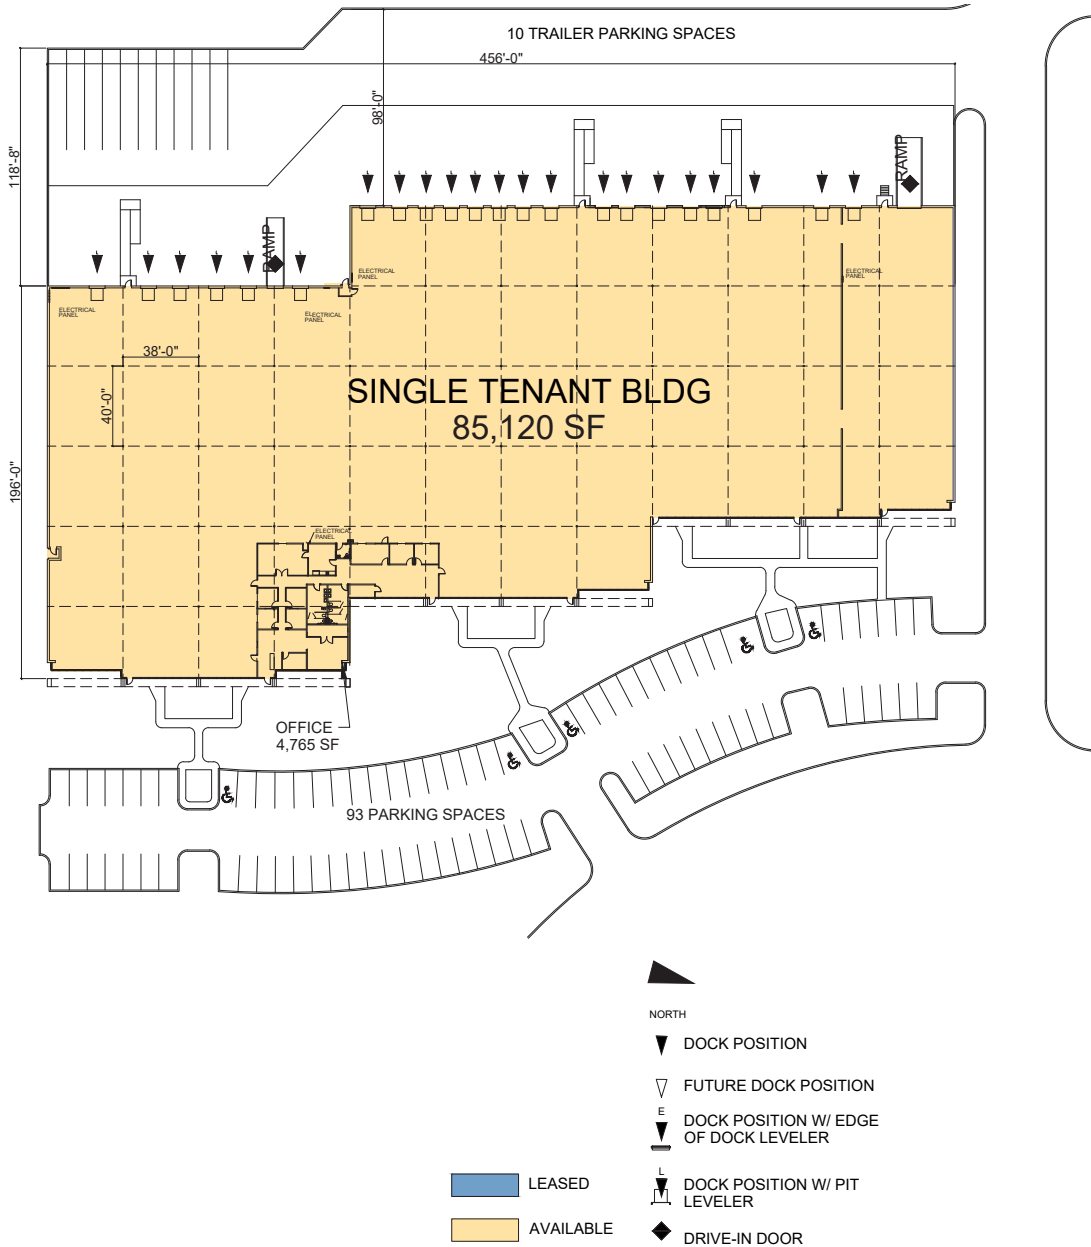 10 TRAILER PARKING SPACES
456'-0"
98'-0"
118'-8"
RAMP
RAMP
ELECTRICAL
PANEL
ELECTRICAL
PANEL
ELECTRICAL
PANEL
ELECTRICAL
PANEL
38'-0"
40'-0"
SINGLE TENANT BLDG
85,120 SF
196'-0"
ELECTRICAL
PANEL
OFFICE
4,765 SF
93 PARKING SPACES
NORTH
DOCK POSITION
FUTURE DOCK POSITION
E
DOCK POSITION W/ EDGE
OF DOCK LEVELER
L
DOCK POSITION W/ PIT
LEVELER
DRIVE-IN DOOR
LEASED
AVAILABLE